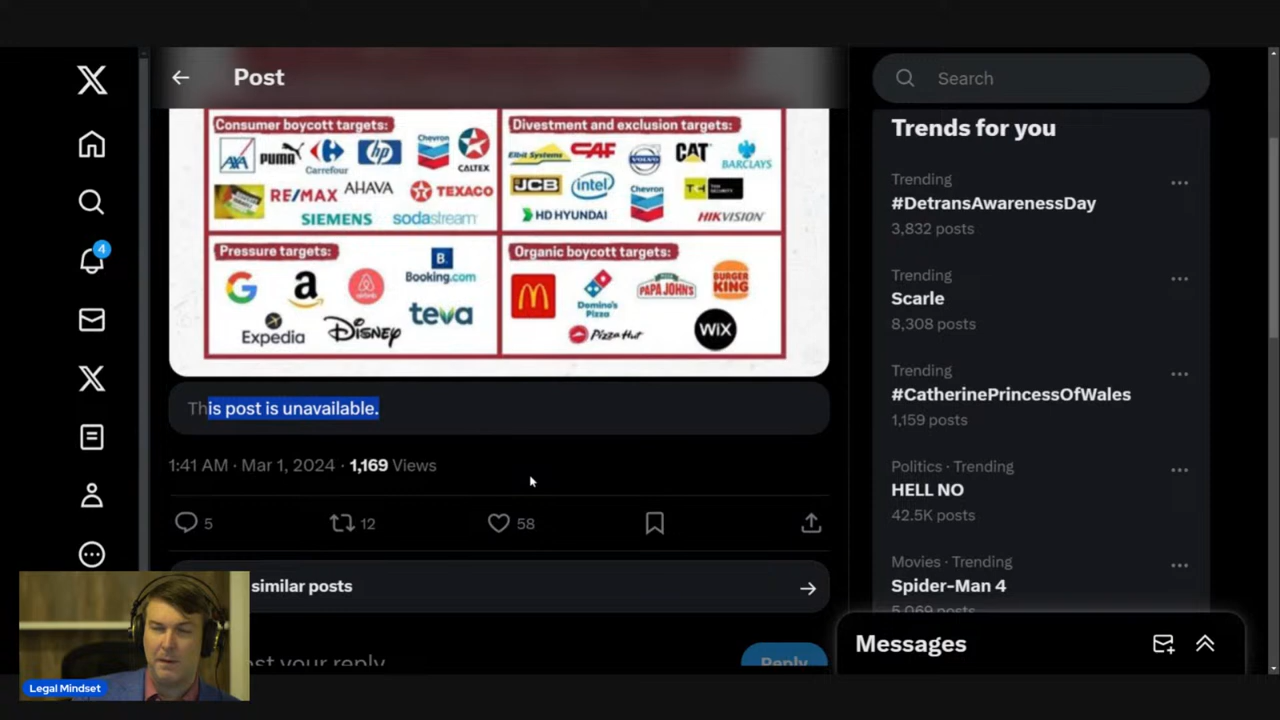 Post
Search
Consumer boycott targets:
AXA
PUMA
Carrefour
hp
Chevron
CALTEX
RE/MAX
AHAVA
TEXACO
SIEMENS
sodastream
Divestment and exclusion targets:
Elbit Systems
CAF
VOLVO
CAT
BARCLAYS
JCB
intel
Chevron
HD HYUNDAI
HIKVISION
Pressure targets:
G
a
airbnb
B.
Booking.com
Expedia
Disney
teva
Organic boycott targets:
M
Domino's
Pizza
PAPA JOHN'S
BURGER
KING
Pizza Hut
WiX
This post is unavailable.
1:41 AM · Mar 1, 2024 · 1,169 Views
5
12
58
similar posts
st your reply
Reply
Trends for you
Trending
#DetransAwarenessDay
3,832 posts
Trending
Scarle
8,308 posts
Trending
#CatherinePrincessOfWales
1,159 posts
Politics · Trending
HELL NO
42.5K posts
Movies · Trending
Spider-Man 4
5,069 posts
Messages
X
4
X
Legal Mindset